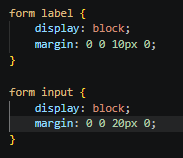 form label {
    display: block;
    margin: 0 0 10px 0;
}

form input {
    display: block;
    margin: 0 0 20px 0;
}